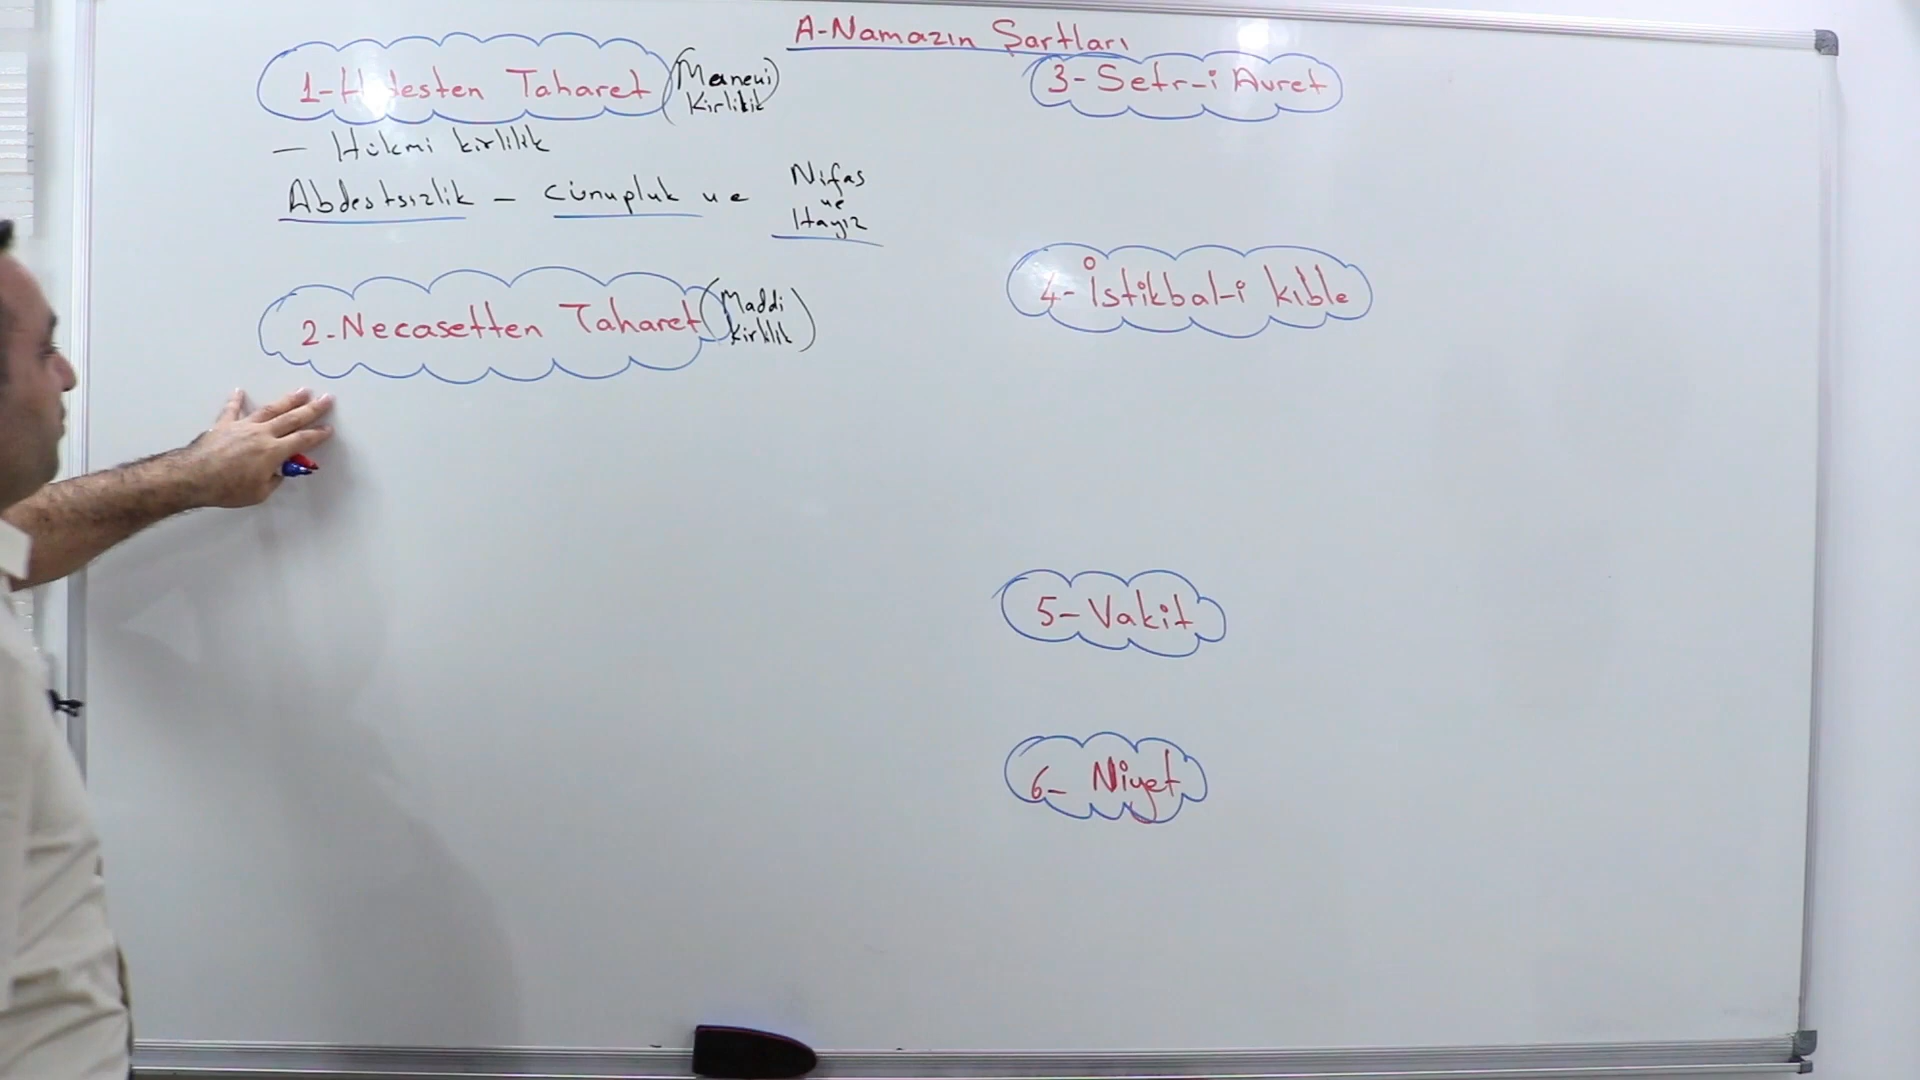 A-Namazın Şartları
1-Hadesten Taharet (Manevi
Kirlilik)
— Hükmi kirlilik
Abdestsizlik – cünupluk ve Nifas
ve
Hayız
2-Necasetten Taharet (Maddi
kirlilik)
3- Setr-i Avret
4- İstikbal-i kıble
5- Vakit
6- Niyet